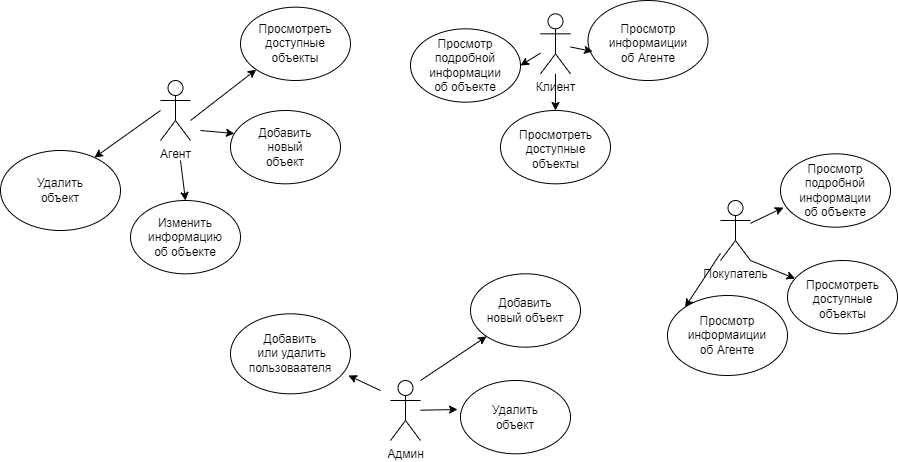 Просмотреть
доступные
объекты
Добавить
новый
объект
Агент
Удалить
объект
Изменить
информацию
об объекте
Просмотр
подробной
информации
об объекте
Просмотр
информаиции
об Агенте
Клиент
Просмотреть
доступные
объекты
Просмотр
подробной
информации
об объекте
Покупатель
Просмотреть
доступные
объекты
Просмотр
информаиции
об Агенте
Добавить
новый объект
Добавить
или удалить
пользоваателя
Удалить
объект
Админ